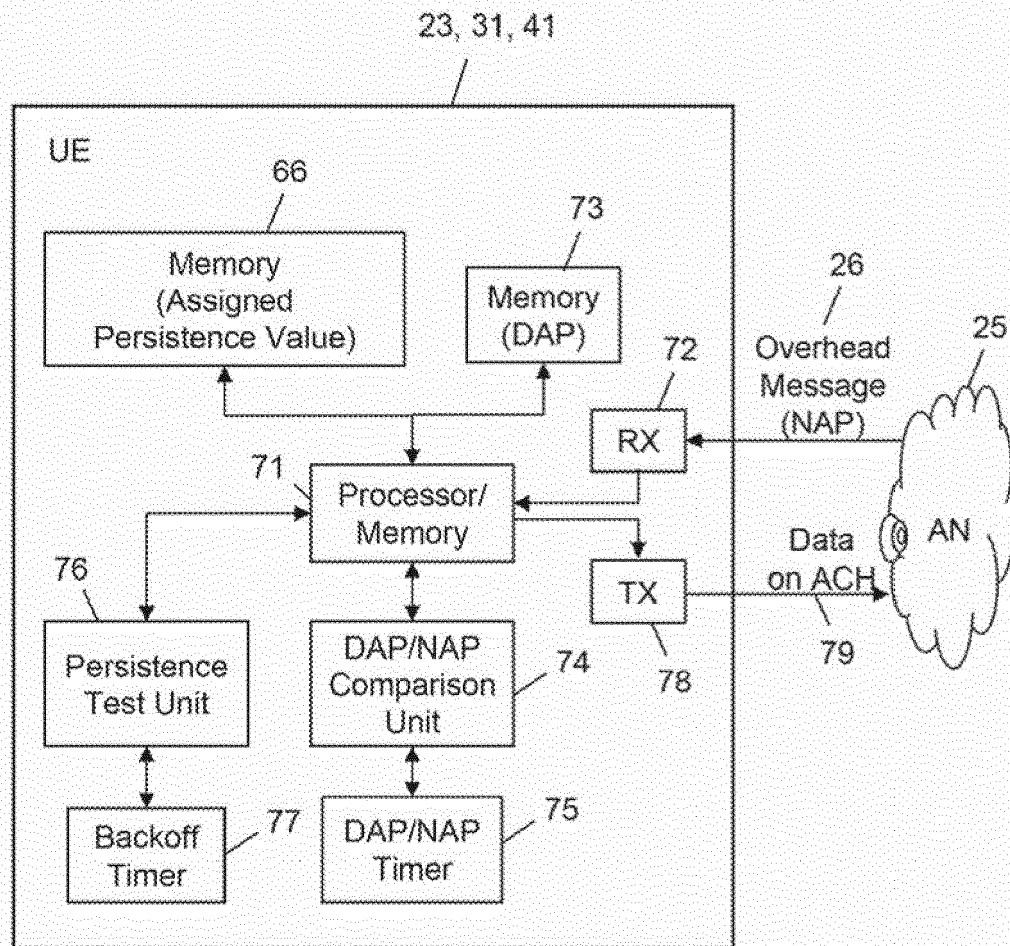 23, 31, 41
UE
66
Memory
(Assigned
Persistence Value)
73
Memory
(DAP)
72
RX
26
Overhead
Message
(NAP)
25
AN
71
Processor/
Memory
Data
on ACH
79
TX
78
76
Persistence
Test Unit
DAP/NAP
Comparison
Unit
74
Backoff
Timer
77
DAP/NAP
Timer
75